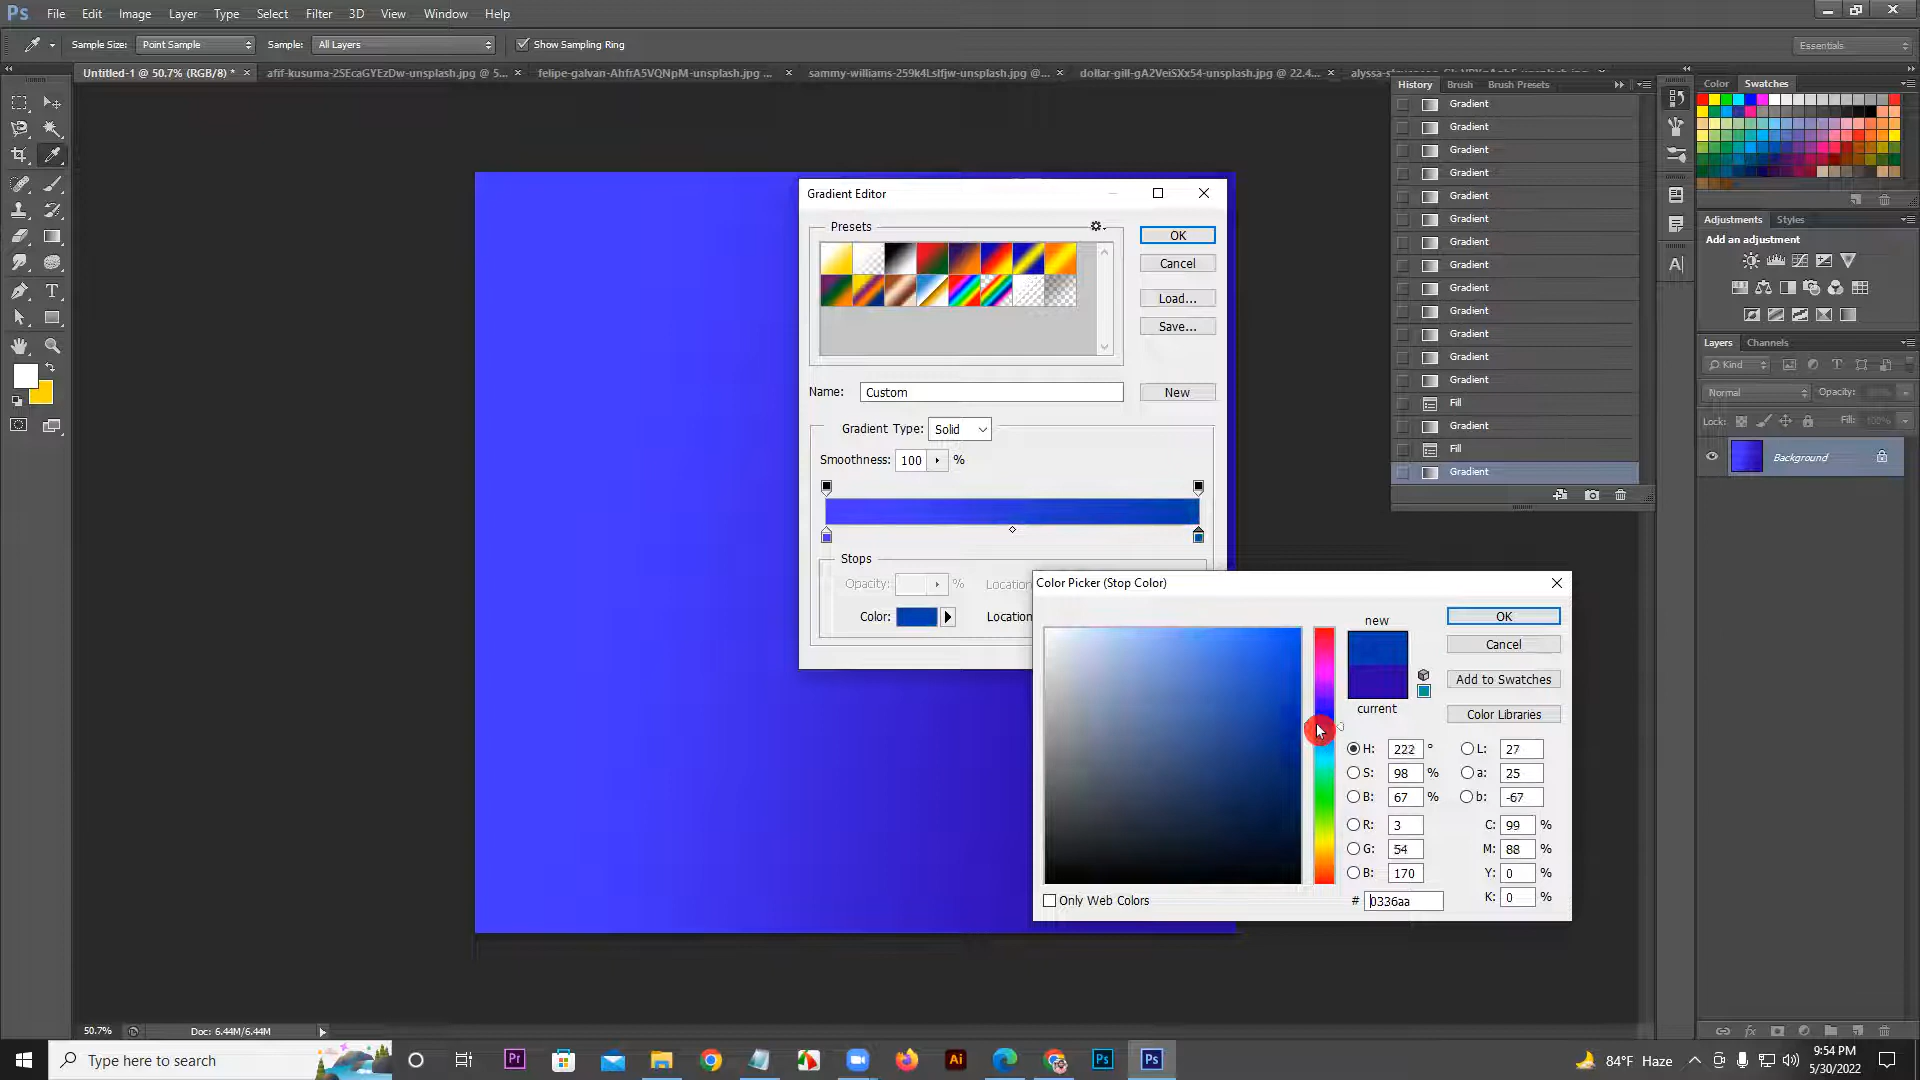 Ps File Edit Image Layer Type Select Filter 3D View Window Help
Sample Size: Point Sample Sample: All Layers Show Sampling Ring Essentials
Untitled-1 @ 50.7% (RGB/8) * × afif-kusuma-2SEcaGYEzDw-unsplash.jpg @ 5... × felipe-galvan-AhfrA5VQNpM-unsplash.jpg ... × sammy-williams-259k4Lslfjw-unsplash.jpg @... × dollar-gill-gA2VeiSXx54-unsplash.jpg @ 22.4... ×
History Brush Brush Presets
Color Swatches
Gradient
Gradient
Gradient
Gradient
Gradient
Gradient
Gradient
Gradient
Gradient
Gradient
Gradient
Gradient
Gradient
Fill
Gradient
Fill
Gradient
Adjustments Styles
Add an adjustment
Layers Channels
Kind
Normal Opacity: 100%
Lock: Fill: 100%
Background
Gradient Editor
Presets
OK
Cancel
Load...
Save...
Name: Custom New
Gradient Type: Solid
Smoothness: 100 %
Stops
Opacity: % Location
Color: Location
Color Picker (Stop Color)
new
current
OK
Cancel
Add to Swatches
Color Libraries
H: 222 ° L: 27
S: 98 % a: 25
B: 67 % b: -67
R: 3 C: 99 %
G: 54 M: 88 %
B: 170 Y: 0 %
K: 0 %
Only Web Colors # 0336aa
50.7% Doc: 6.44M/6.44M
Type here to search
Pr Ai Ps Ps
84°F Haze
9:54 PM
5/30/2022